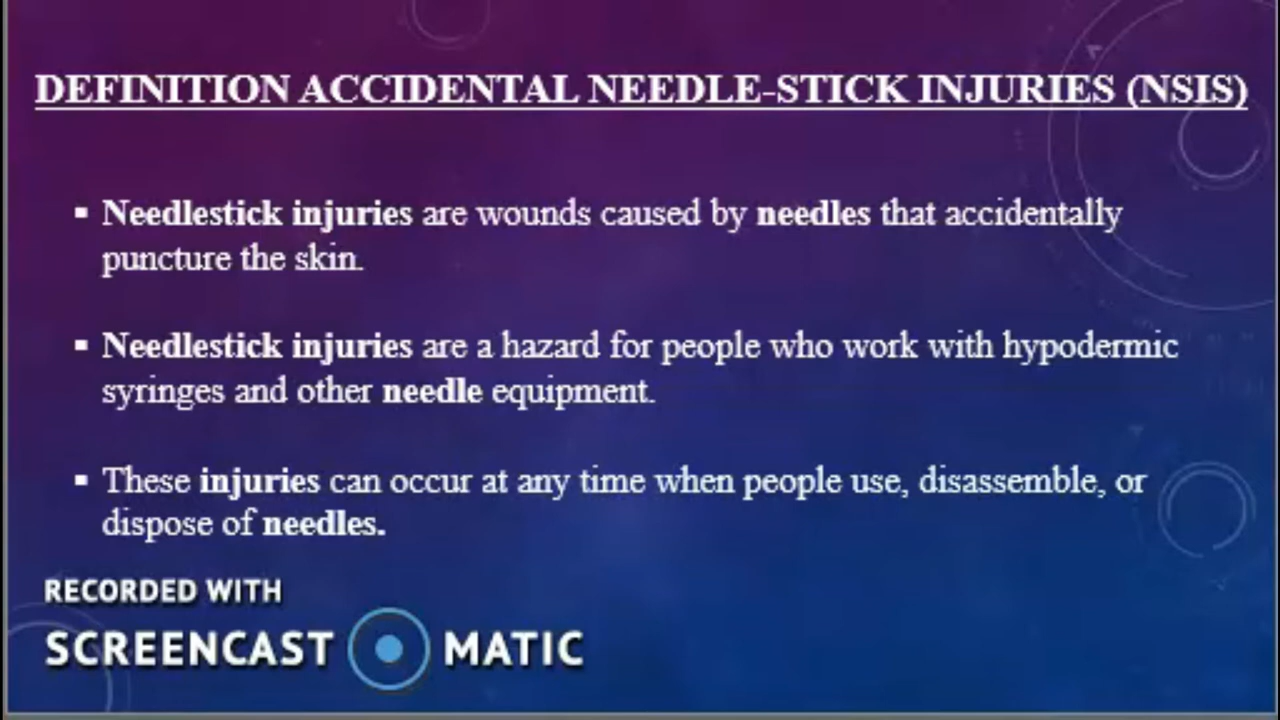 DEFINITION ACCIDENTAL NEEDLE-STICK INJURIES (NSIS)
▪ Needlestick injuries are wounds caused by needles that accidentally
puncture the skin.
▪ Needlestick injuries are a hazard for people who work with hypodermic
syringes and other needle equipment.
▪ These injuries can occur at any time when people use, disassemble, or
dispose of needles.
RECORDED WITH
SCREENCAST MATIC